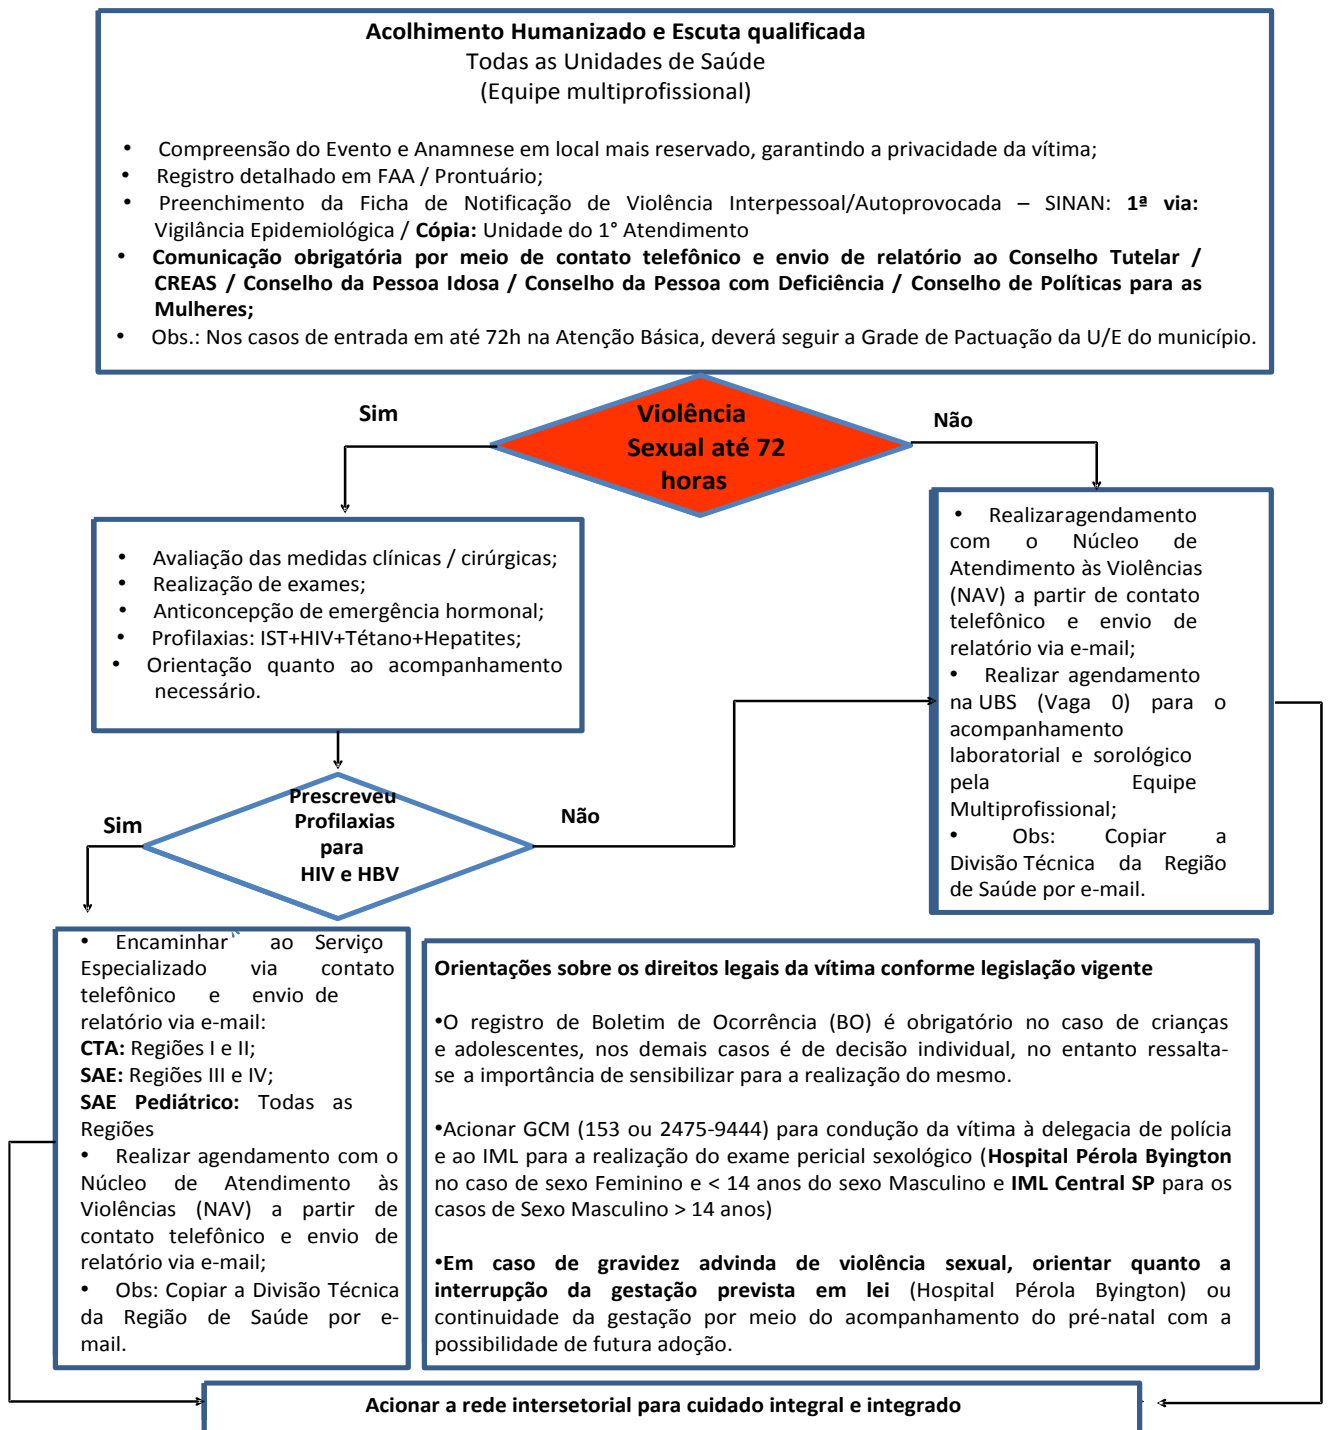 Acolhimento Humanizado e Escuta qualificada
Todas as Unidades de Saúde
(Equipe multiprofissional)
• Compreensão do Evento e Anamnese em local mais reservado, garantindo a privacidade da vítima;
• Registro detalhado em FAA / Prontuário;
• Preenchimento da Ficha de Notificação de Violência Interpessoal/Autoprovocada – SINAN: 1ª via:
Vigilância Epidemiológica / Cópia: Unidade do 1° Atendimento
• Comunicação obrigatória por meio de contato telefônico e envio de relatório ao Conselho Tutelar /
CREAS / Conselho da Pessoa Idosa / Conselho da Pessoa com Deficiência / Conselho de Políticas para as
Mulheres;
• Obs.: Nos casos de entrada em até 72h na Atenção Básica, deverá seguir a Grade de Pactuação da U/E do município.
Violência
Sexual até 72
horas
Sim
Não
• Avaliação das medidas clínicas / cirúrgicas;
• Realização de exames;
• Anticoncepção de emergência hormonal;
• Profilaxias: IST+HIV+Tétano+Hepatites;
• Orientação quanto ao acompanhamento
necessário.
• Realizaragendamento
com o Núcleo de
Atendimento às Violências
(NAV) a partir de contato
telefônico e envio de
relatório via e-mail;
• Realizar agendamento
na UBS (Vaga 0) para o
acompanhamento
laboratorial e sorológico
pela Equipe
Multiprofissional;
• Obs: Copiar a
Divisão Técnica da Região
de Saúde por e-mail.
Prescreveu
Profilaxias
para
HIV e HBV
Sim
Não
• Encaminhar ao Serviço
Especializado via contato
telefônico e envio de
relatório via e-mail:
CTA: Regiões I e II;
SAE: Regiões III e IV;
SAE Pediátrico: Todas as
Regiões
• Realizar agendamento com o
Núcleo de Atendimento às
Violências (NAV) a partir de
contato telefônico e envio de
relatório via e-mail;
• Obs: Copiar a Divisão Técnica
da Região de Saúde por e-
mail.
Orientações sobre os direitos legais da vítima conforme legislação vigente
•O registro de Boletim de Ocorrência (BO) é obrigatório no caso de crianças
e adolescentes, nos demais casos é de decisão individual, no entanto ressalta-
se a importância de sensibilizar para a realização do mesmo.
•Acionar GCM (153 ou 2475-9444) para condução da vítima à delegacia de polícia
e ao IML para a realização do exame pericial sexológico (Hospital Pérola Byington
no caso de sexo Feminino e < 14 anos do sexo Masculino e IML Central SP para os
casos de Sexo Masculino > 14 anos)
•Em caso de gravidez advinda de violência sexual, orientar quanto a
interrupção da gestação prevista em lei (Hospital Pérola Byington) ou
continuidade da gestação por meio do acompanhamento do pré-natal com a
possibilidade de futura adoção.
Acionar a rede intersetorial para cuidado integral e integrado